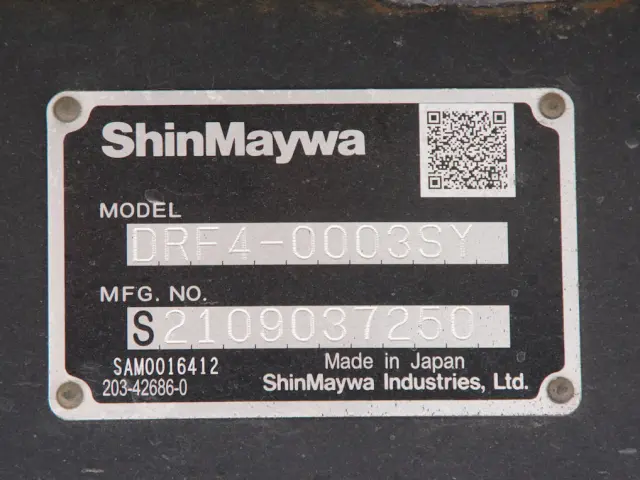 ShinMaywa
MODEL
DRF4-0003SY
MFG. NO.
S2109037250
SAM0016412
203-42686-0
Made in Japan
ShinMaywa Industries, Ltd.